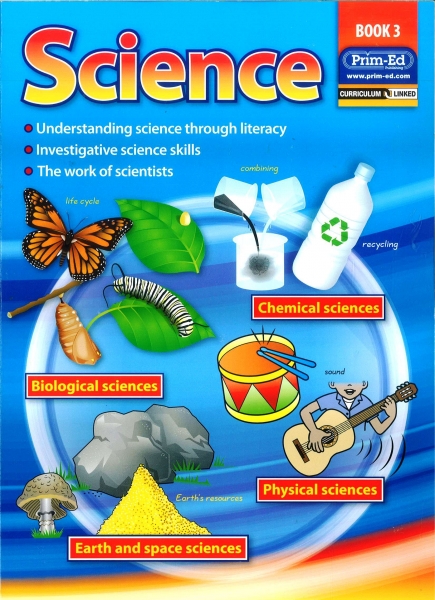 BOOK 3
Science
Prim-Ed
Publishing
www.prim-ed.com
CURRICULUM LINKED
Understanding science through literacy
Investigative science skills
The work of scientists
combining
life cycle
recycling
Chemical sciences
sound
Biological sciences
Physical sciences
Earth's resources
Earth and space sciences